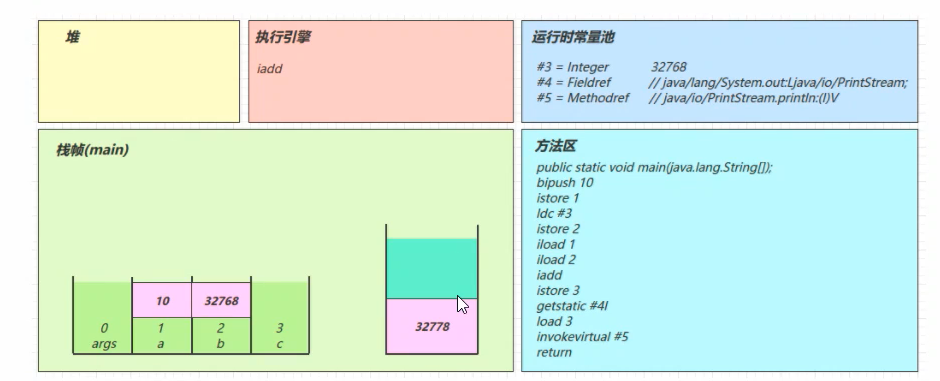 堆
执行引擎
iadd
运行时常量池
#3 = Integer 32768
#4 = Fieldref // java/lang/System.out:Ljava/io/PrintStream;
#5 = Methodref // java/io/PrintStream.println:(I)V
栈帧(main)
10 32768
0 1 2 3
args a b c
32778
方法区
public static void main(java.lang.String[]);
bipush 10
istore 1
ldc #3
istore 2
iload 1
iload 2
iadd
istore 3
getstatic #4I
load 3
invokevirtual #5
return